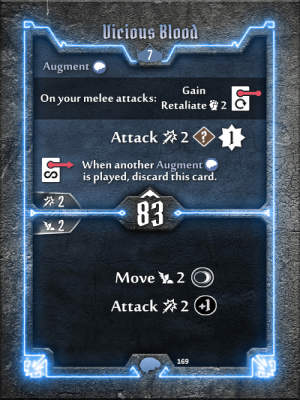 Vicious Blood
7
Augment
On your melee attacks: Gain
Retaliate 2
Attack 2 ? 1
When another Augment
is played, discard this card.
2
83
2
Move 2
Attack 2 +1
169